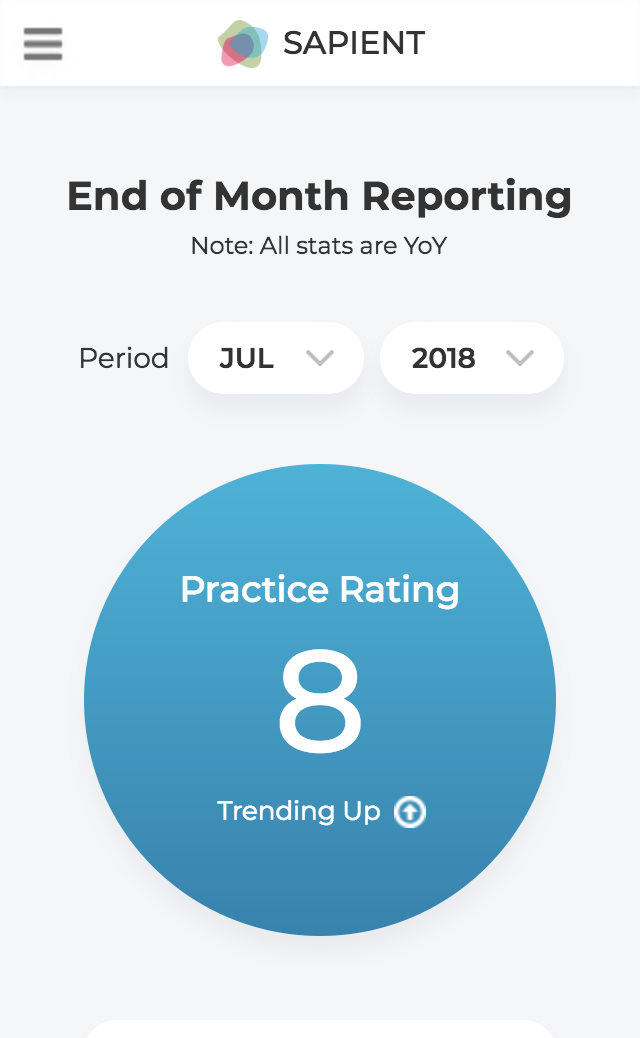 SAPIENT
End of Month Reporting
Note: All stats are YoY
Period JUL 2018
Practice Rating
8
Trending Up